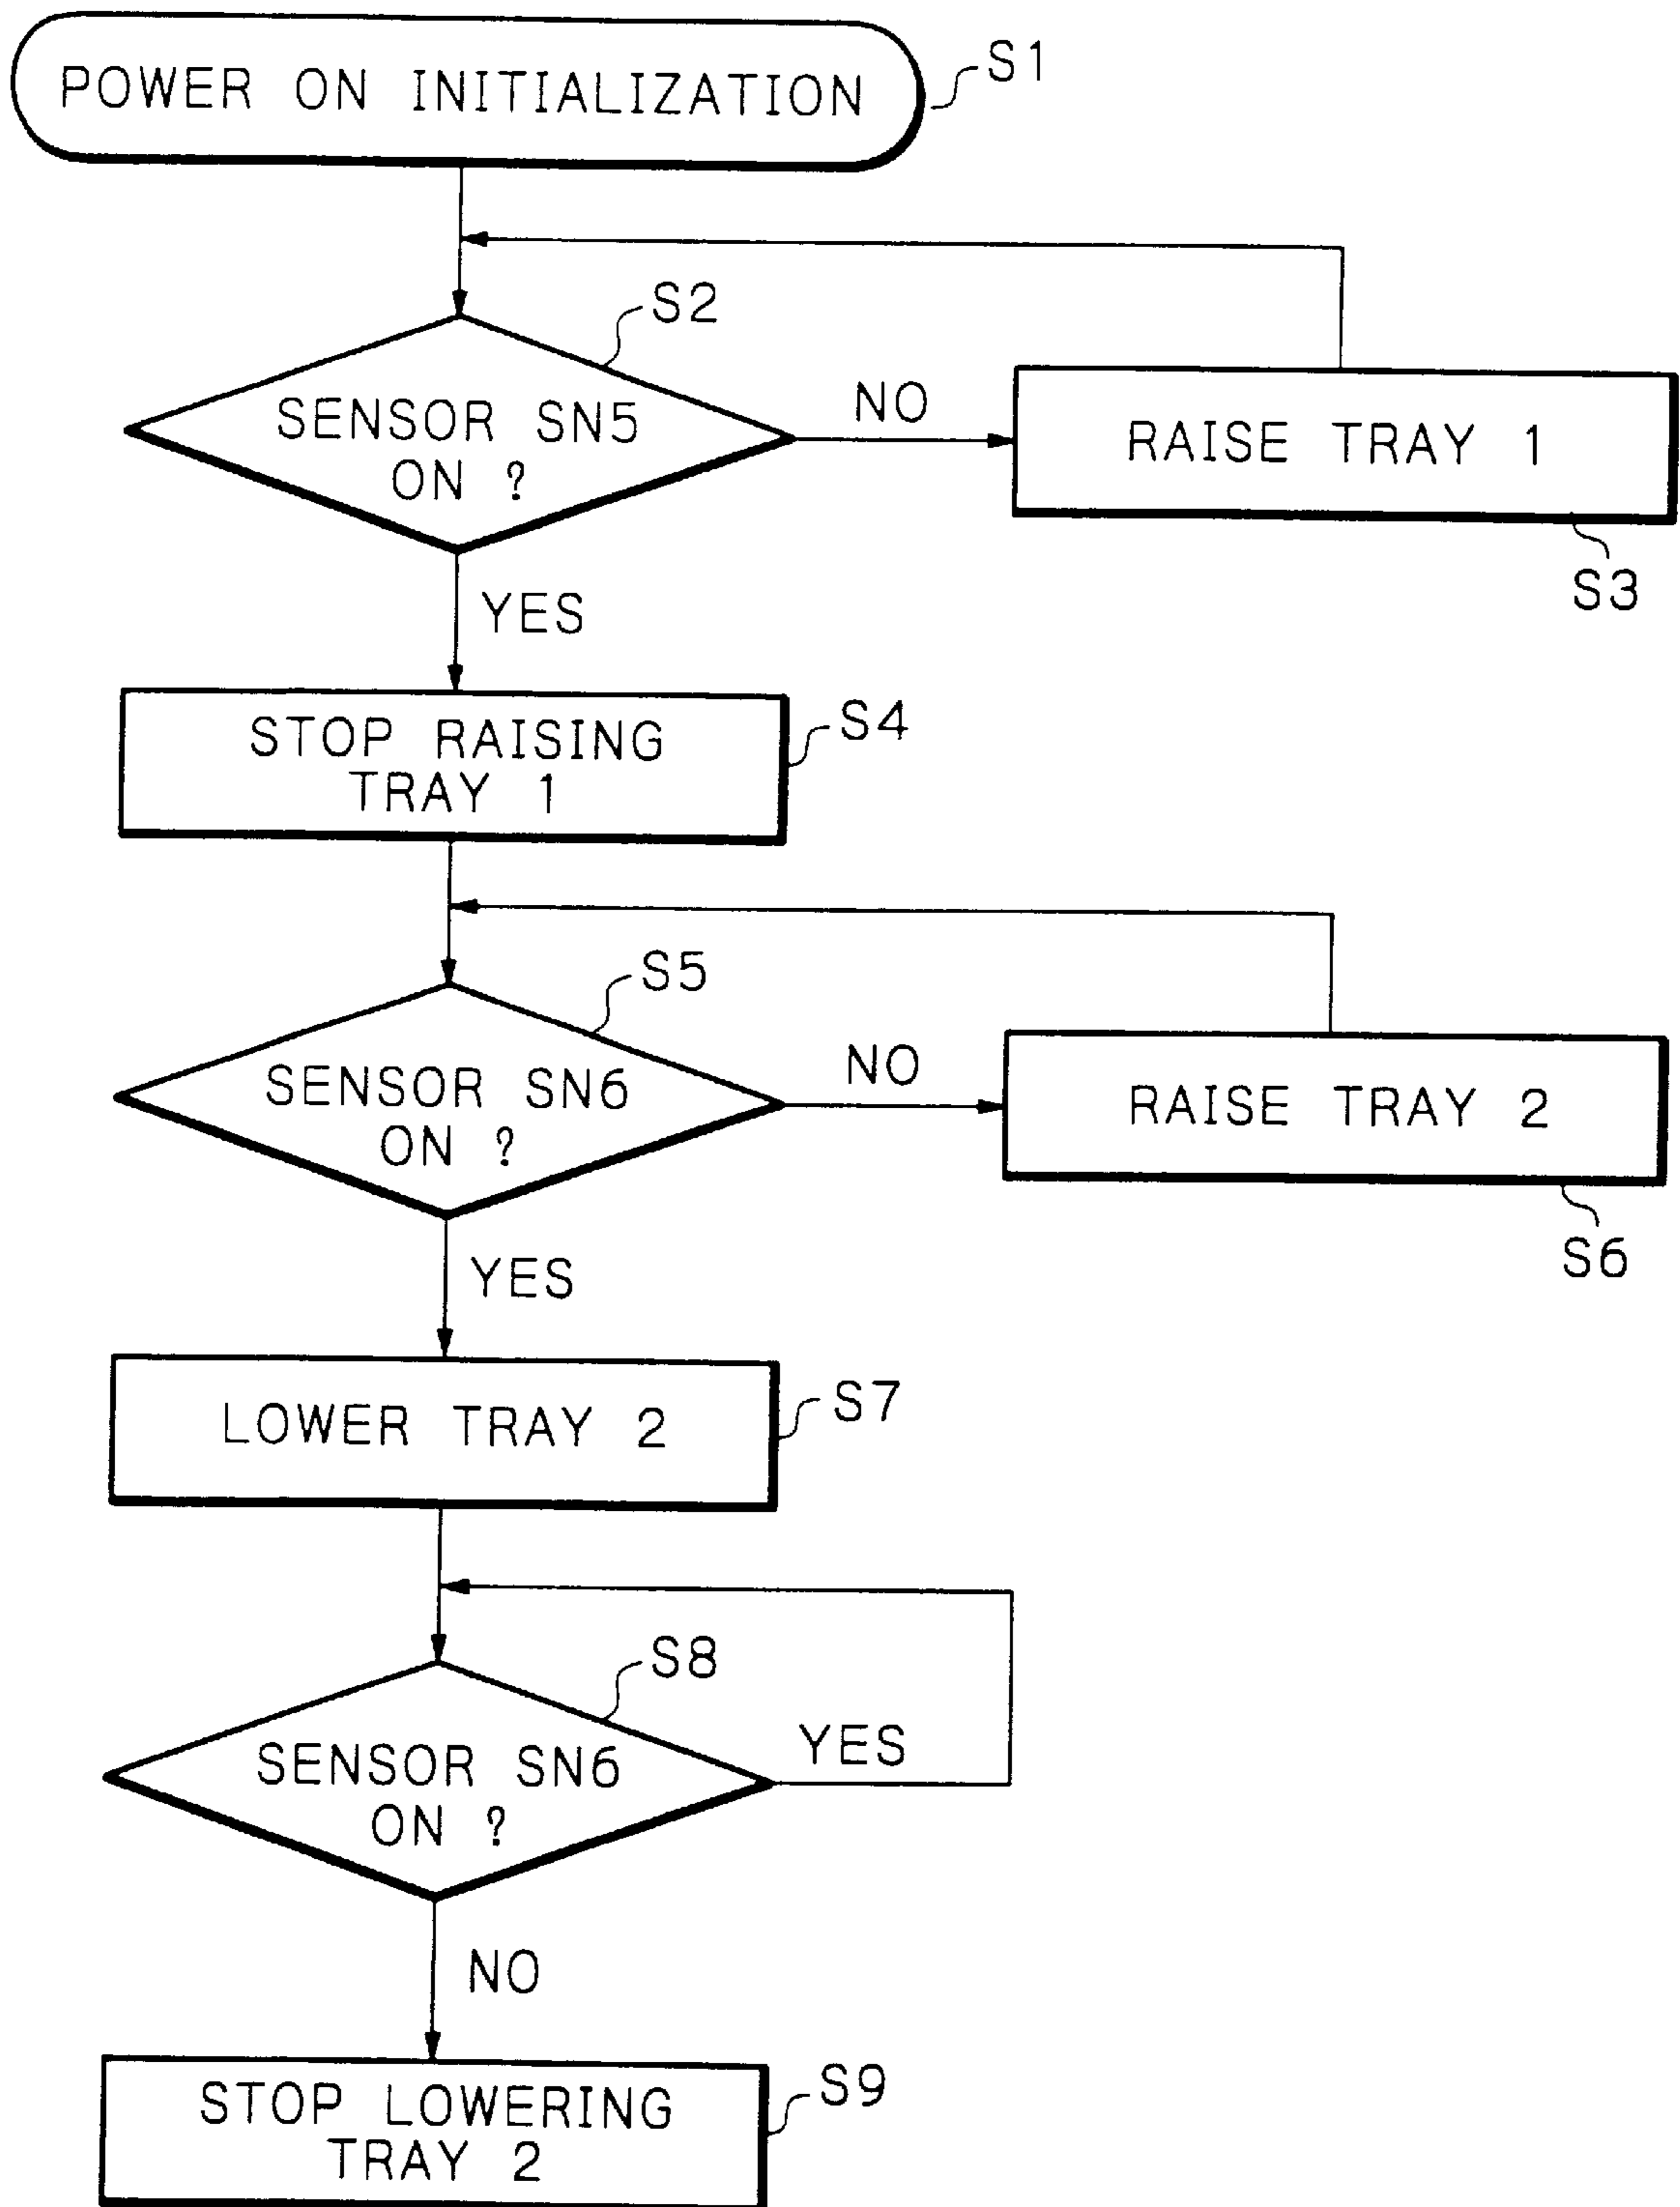 POWER ON INITIALIZATION
S1
S2
SENSOR SN5
ON ?
NO
RAISE TRAY 1
S3
YES
STOP RAISING
TRAY 1
S4
S5
SENSOR SN6
ON ?
NO
RAISE TRAY 2
S6
YES
LOWER TRAY 2
S7
S8
SENSOR SN6
ON ?
YES
NO
STOP LOWERING
TRAY 2
S9